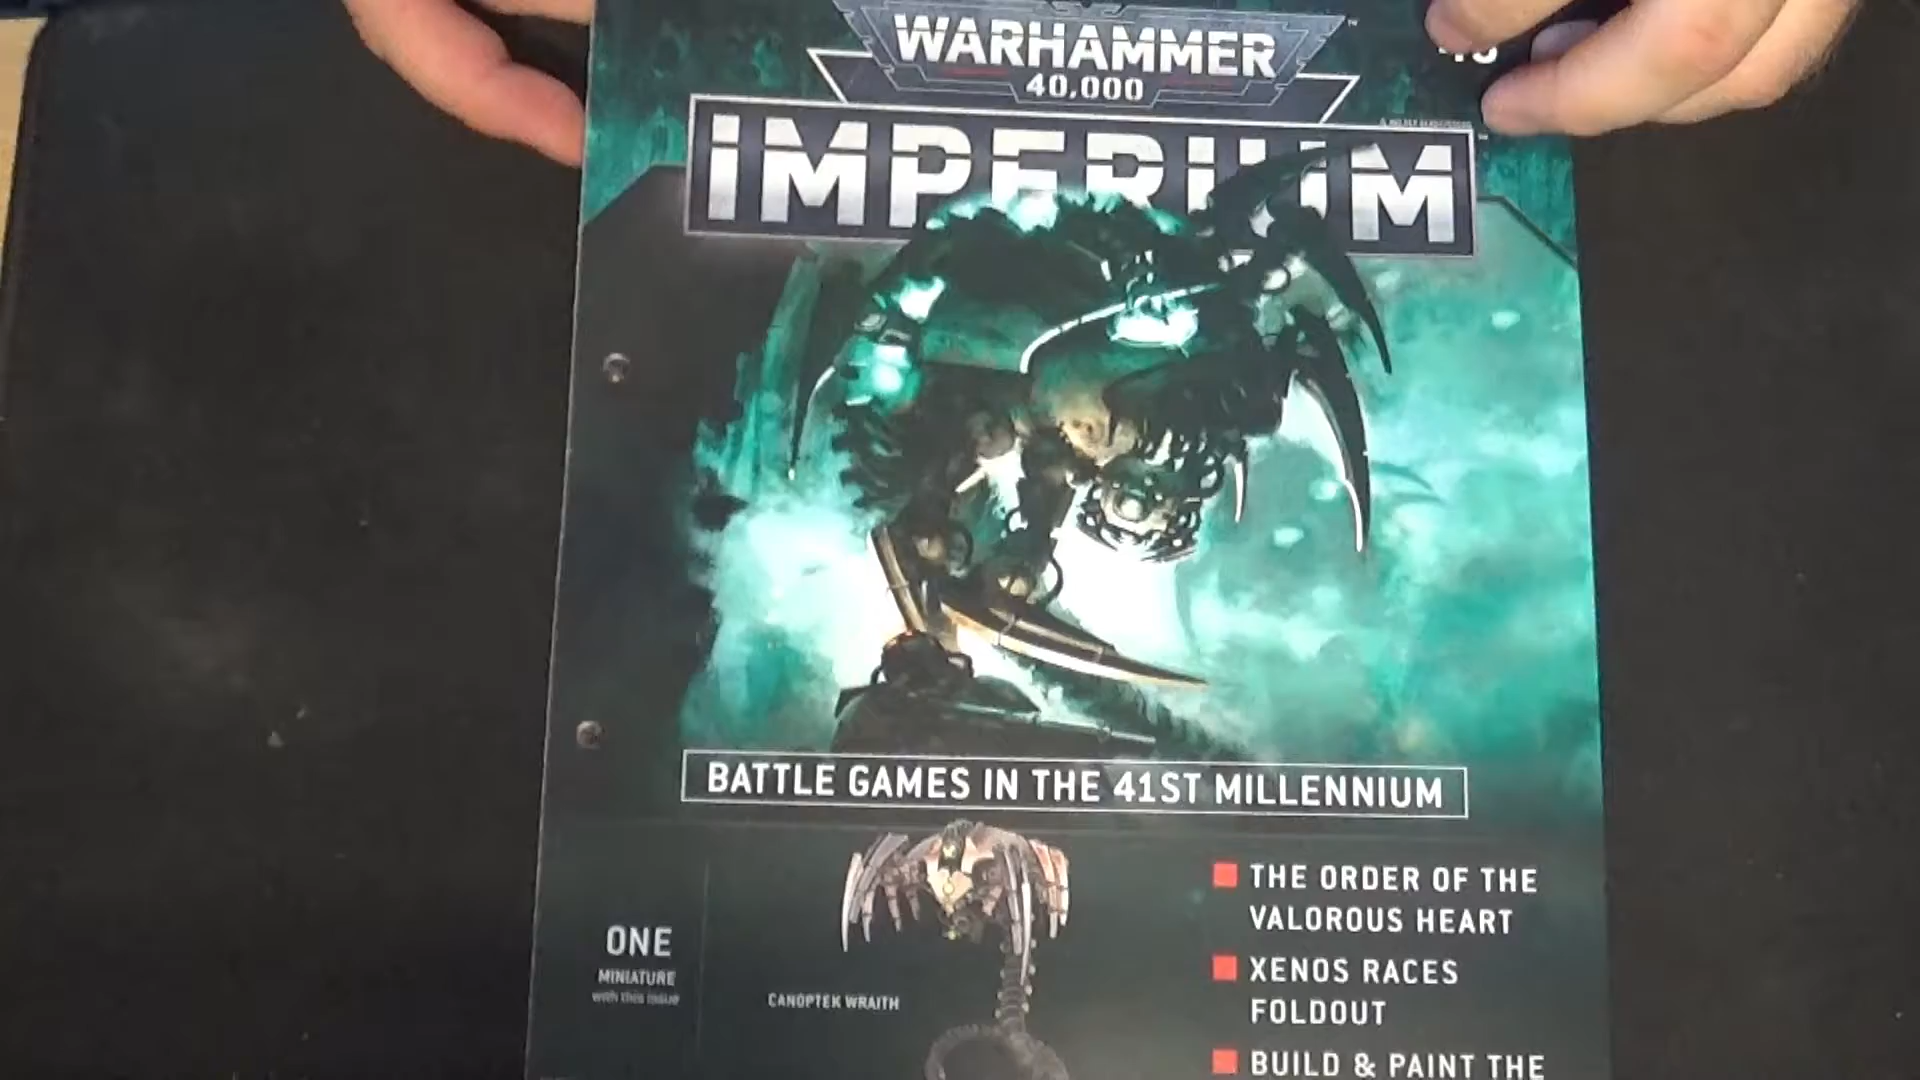 WARHAMMER
40,000
IMPERIUM
BATTLE GAMES IN THE 41ST MILLENNIUM
ONE
MINIATURE
with this issue
CANOPTEK WRAITH
THE ORDER OF THE
VALOROUS HEART
XENOS RACES
FOLDOUT
BUILD & PAINT THE